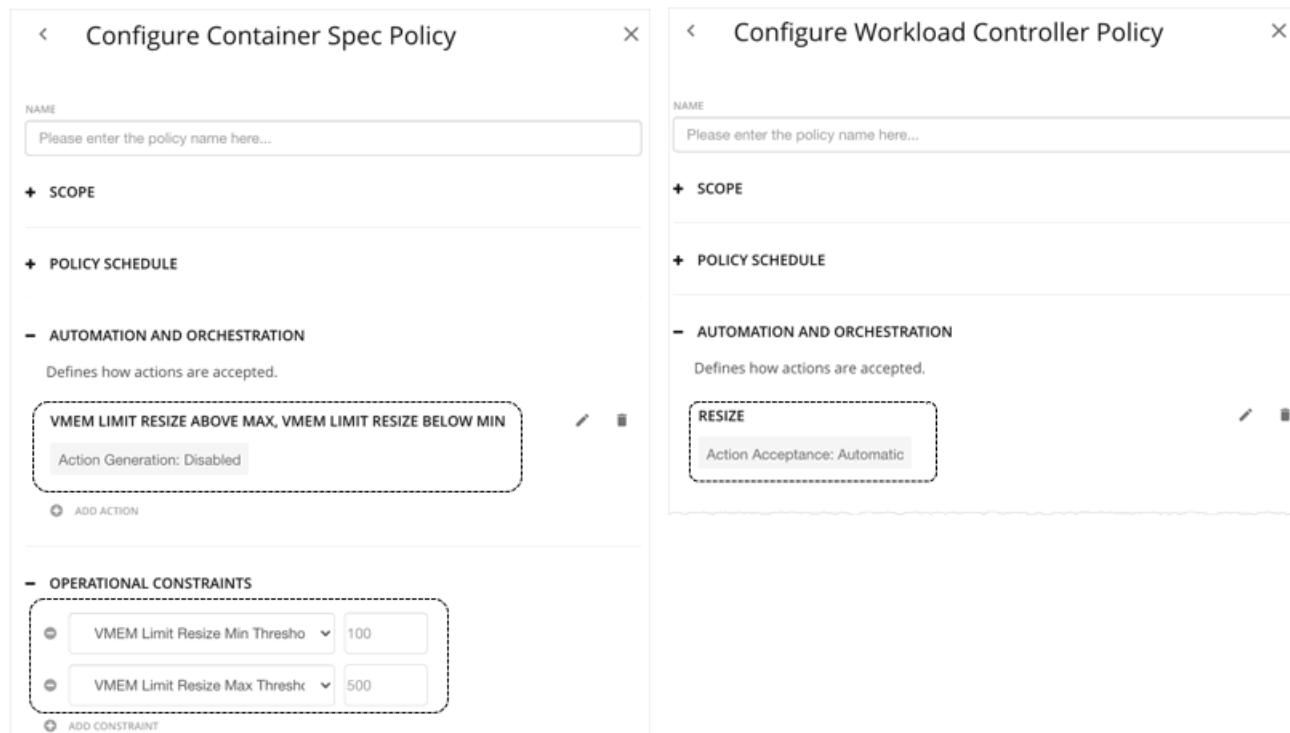 Configure Container Spec Policy
NAME
Please enter the policy name here...
SCOPE
POLICY SCHEDULE
AUTOMATION AND ORCHESTRATION
Defines how actions are accepted.
VMEM LIMIT RESIZE ABOVE MAX, VMEM LIMIT RESIZE BELOW MIN
Action Generation: Disabled
ADD ACTION
OPERATIONAL CONSTRAINTS
VMEM Limit Resize Min Thresho
100
VMEM Limit Resize Max Thresho
500
ADD CONSTRAINT
Configure Workload Controller Policy
NAME
Please enter the policy name here...
SCOPE
POLICY SCHEDULE
AUTOMATION AND ORCHESTRATION
Defines how actions are accepted.
RESIZE
Action Acceptance: Automatic